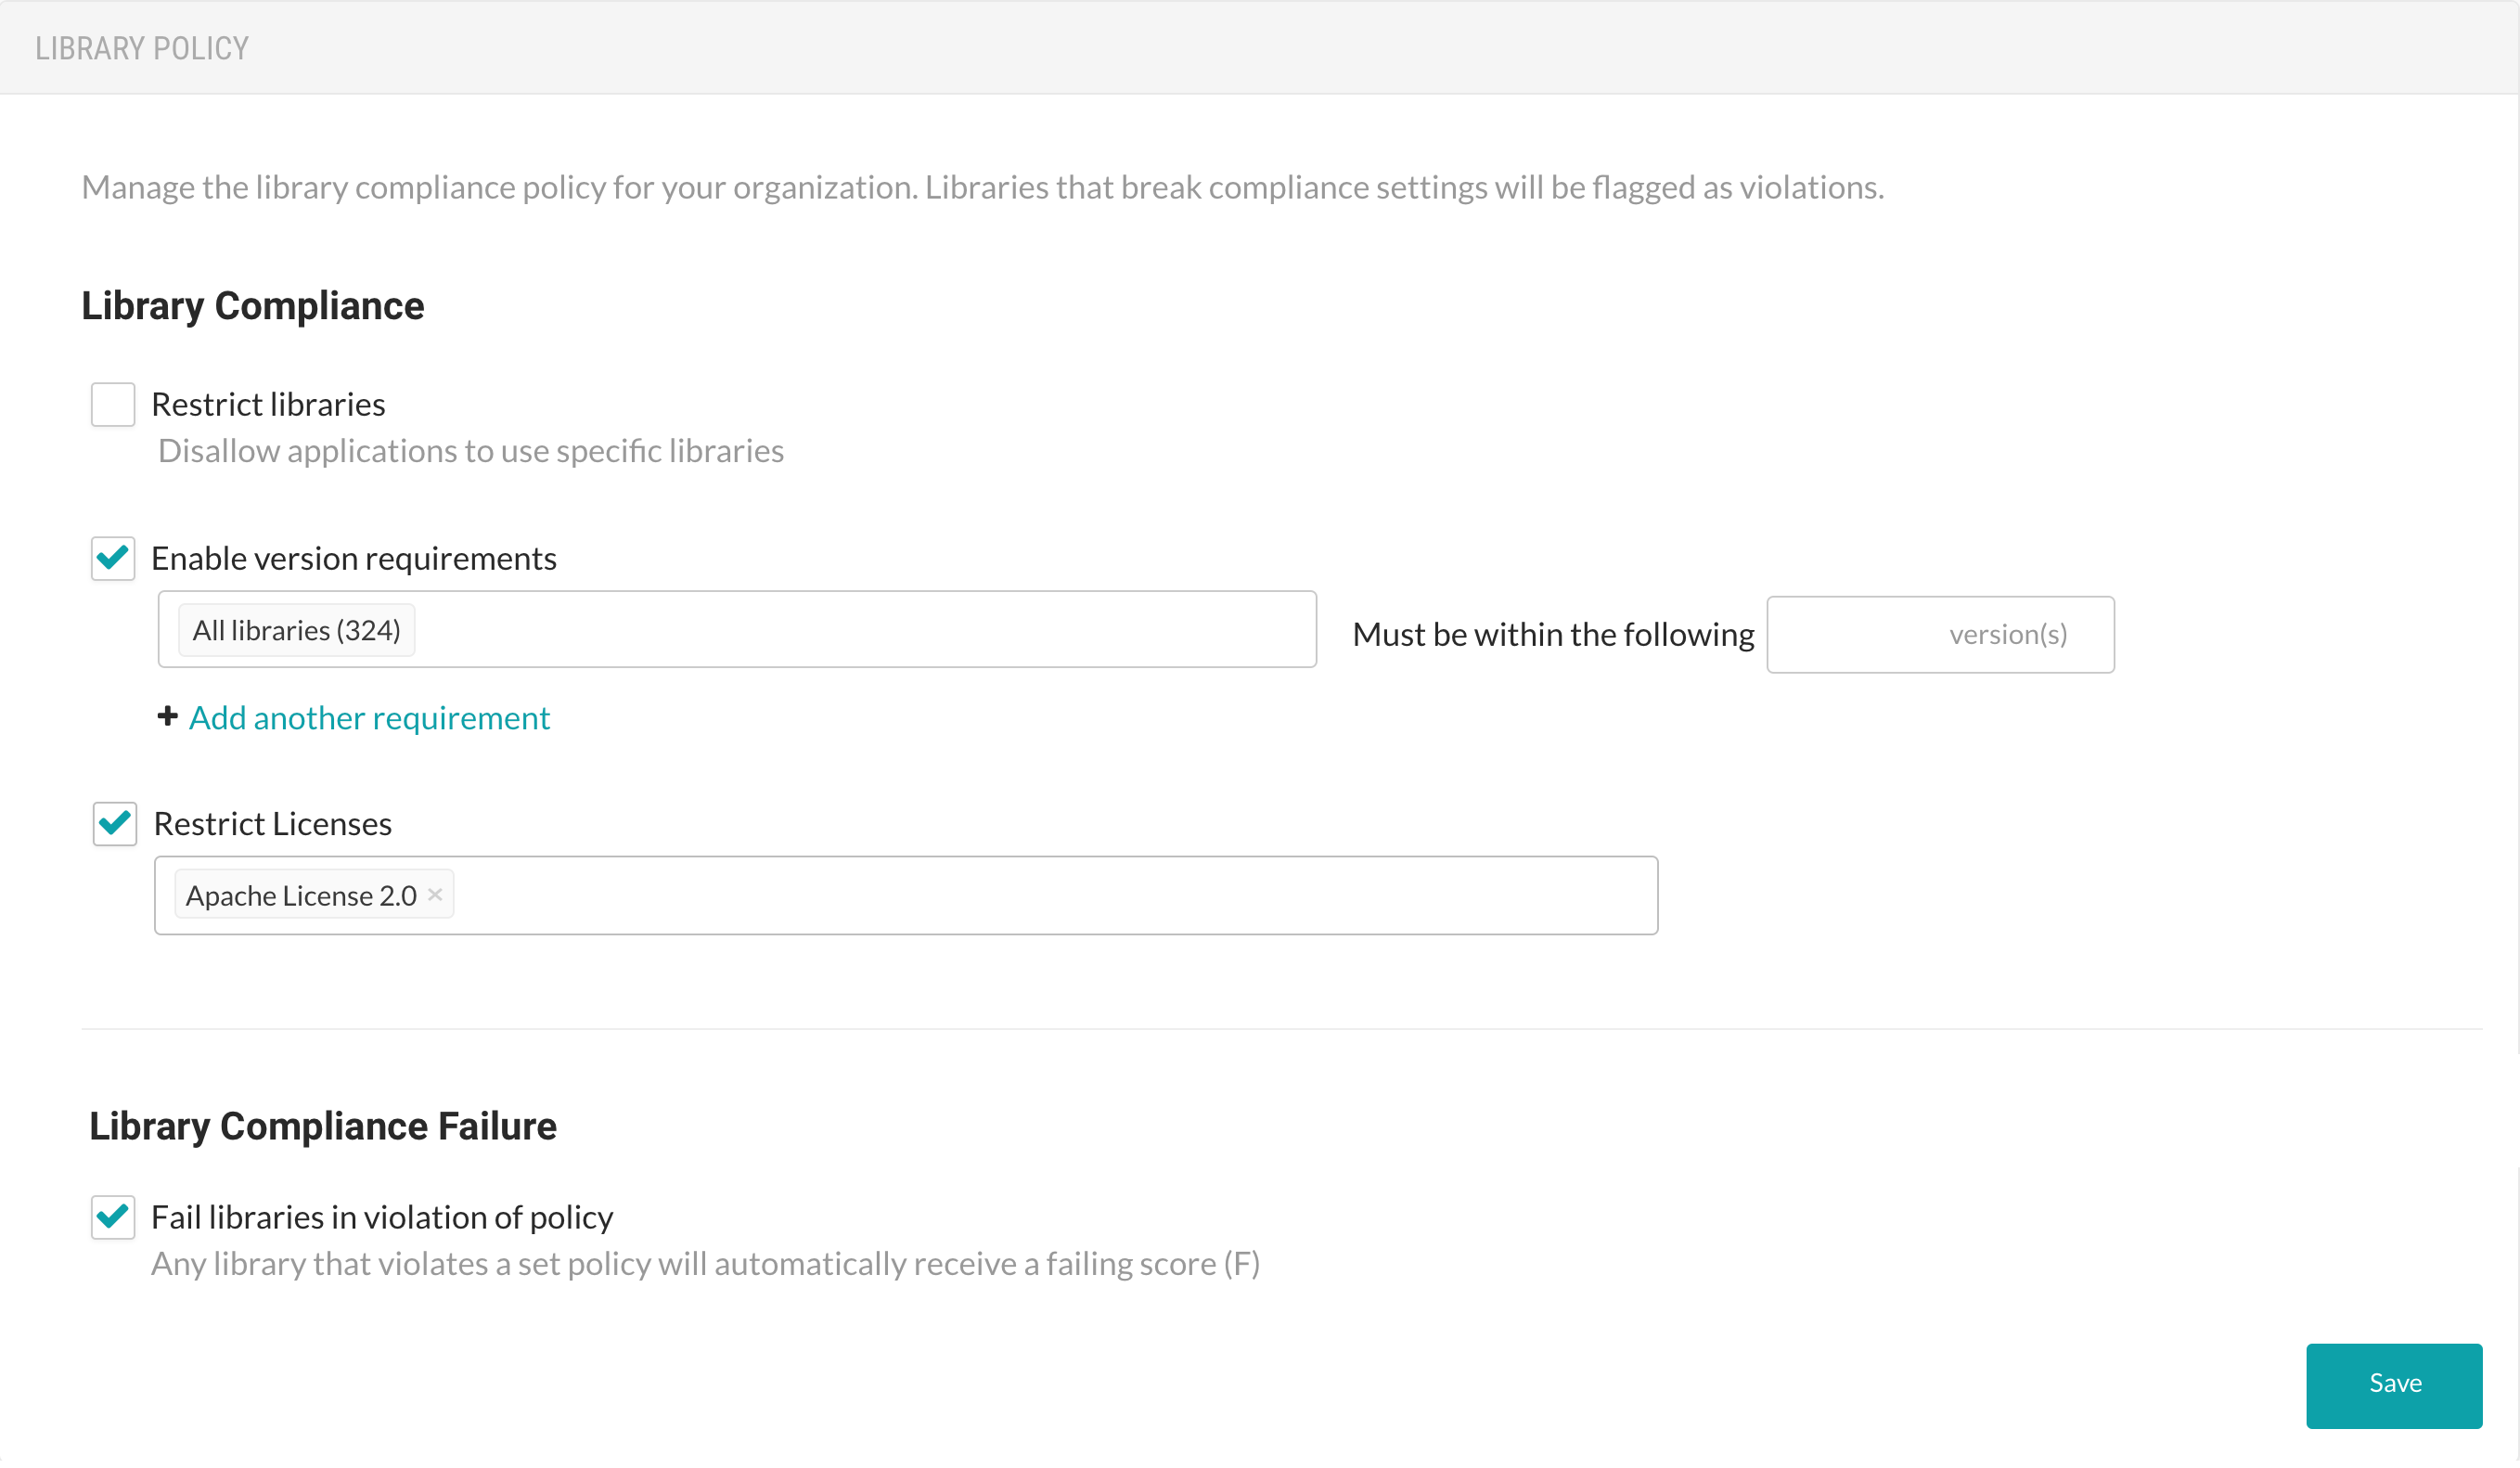 LIBRARY POLICY
Manage the library compliance policy for your organization. Libraries that break compliance settings will be flagged as violations.
Library Compliance
Restrict libraries
Disallow applications to use specific libraries
Enable version requirements
All libraries (324) Must be within the following version(s)
+ Add another requirement
Restrict Licenses
Apache License 2.0 ×
Library Compliance Failure
Fail libraries in violation of policy
Any library that violates a set policy will automatically receive a failing score (F)
Save